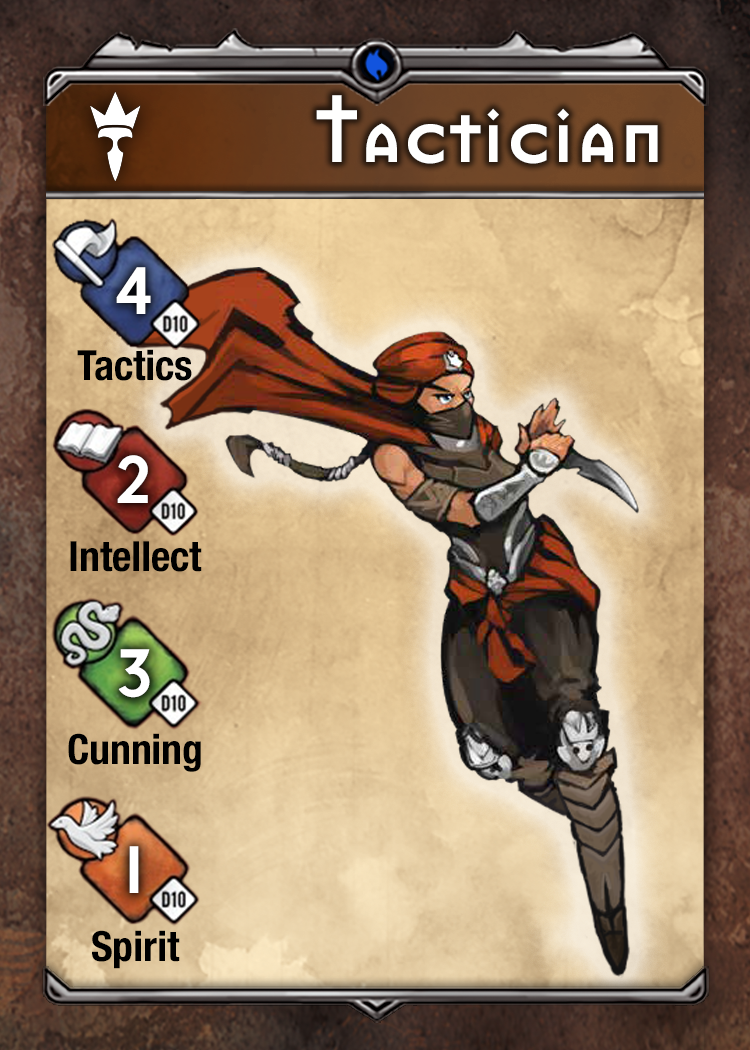 Tactician
4
D10
Tactics
2
D10
Intellect
3
D10
Cunning
1
D10
Spirit